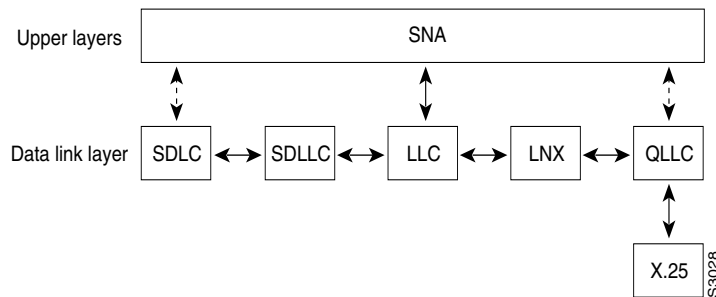 Upper layers
SNA
Data link layer
SDLC
SDLLC
LLC
LNX
QLLC
X.25
S3028